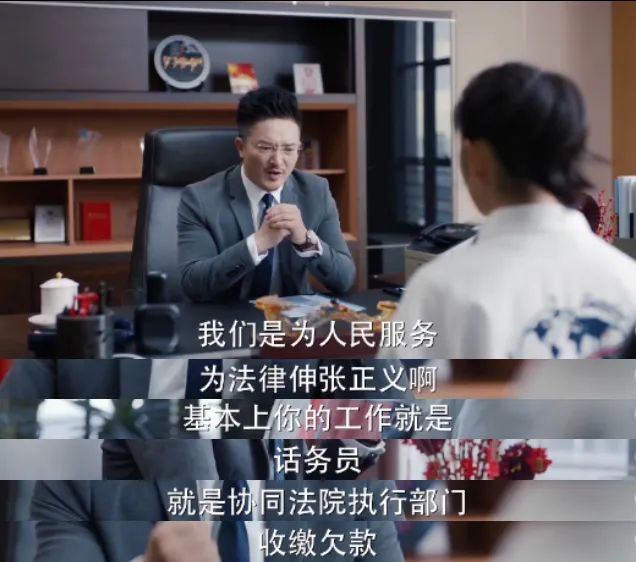 我们是为人民服务
为法律伸张正义啊
基本上你的工作就是
话务员
就是协同法院执行部门
收缴欠款